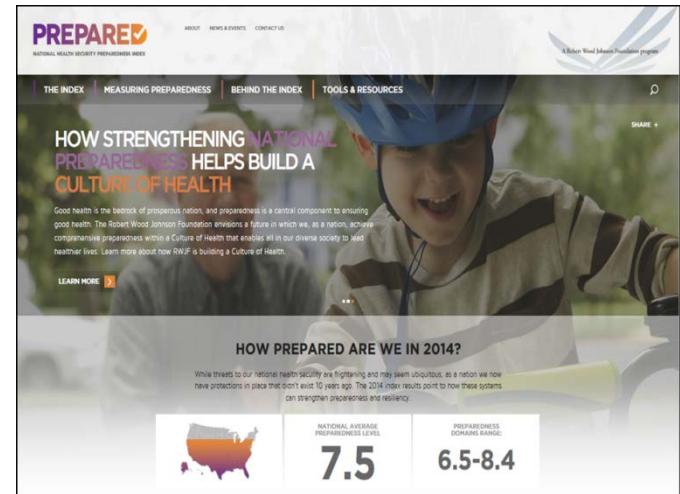 PREPARED
NATIONAL HEALTH SECURITY PREPAREDNESS INDEX
ABOUT NEWS & EVENTS CONTACT US
A Robert Wood Johnson Foundation program
THE INDEX MEASURING PREPAREDNESS BEHIND THE INDEX TOOLS & RESOURCES
SHARE +
HOW STRENGTHENING NATIONAL
PREPAREDNESS HELPS BUILD A
CULTURE OF HEALTH
Good health is the bedrock of prosperous nation, and preparedness is a central component to ensuring
good health. The Robert Wood Johnson Foundation envisions a future in which we, as a nation, achieve
comprehensive preparedness within a Culture of Health that enables all in our diverse society to lead
healthier lives. Learn more about how RWJF is building a Culture of Health.
LEARN MORE >
HOW PREPARED ARE WE IN 2014?
While threats to our national health security are frightening and may seem ubiquitous, as a nation we now
have protections in place that didn't exist 10 years ago. The 2014 index results point to how these systems
can strengthen preparedness and resiliency.
NATIONAL AVERAGE
PREPAREDNESS LEVEL
7.5
PREPAREDNESS
DOMAINS RANGE:
6.5-8.4